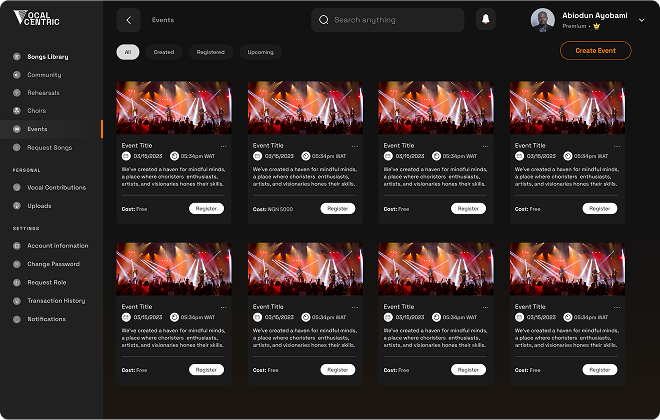 VOCAL
CENTRIC
Events
Search anything
Abiodun Ayobami
Premium
All
Created
Registered
Upcoming
Create Event
Songs Library
Community
Rehearsals
Choirs
Events
Request Songs
PERSONAL
Vocal Contributions
Uploads
SETTINGS
Account information
Change Password
Request Role
Transaction History
Notifications
Event Title ...
03/15/2023 05:34pm WAT
We've created a haven for mindful minds,
a place where choristers enthusiasts,
artists, and visionaries hones their skills.
Cost: Free Register
Event Title ...
03/15/2023 05:34pm WAT
We've created a haven for mindful minds,
a place where choristers enthusiasts,
artists, and visionaries hones their skills.
Cost: NGN 5000 Register
Event Title ...
03/15/2023 05:34pm WAT
We've created a haven for mindful minds,
a place where choristers enthusiasts,
artists, and visionaries hones their skills.
Cost: Free Register
Event Title ...
03/15/2023 05:34pm WAT
We've created a haven for mindful minds,
a place where choristers enthusiasts,
artists, and visionaries hones their skills.
Cost: Free Register
Event Title ...
03/15/2023 05:34pm WAT
We've created a haven for mindful minds,
a place where choristers enthusiasts,
artists, and visionaries hones their skills.
Cost: Free Register
Event Title ...
03/15/2023 05:34pm WAT
We've created a haven for mindful minds,
a place where choristers enthusiasts,
artists, and visionaries hones their skills.
Cost: Free Register
Event Title ...
03/15/2023 05:34pm WAT
We've created a haven for mindful minds,
a place where choristers enthusiasts,
artists, and visionaries hones their skills.
Cost: Free Register
Event Title ...
03/15/2023 05:34pm WAT
We've created a haven for mindful minds,
a place where choristers enthusiasts,
artists, and visionaries hones their skills.
Cost: Free Register